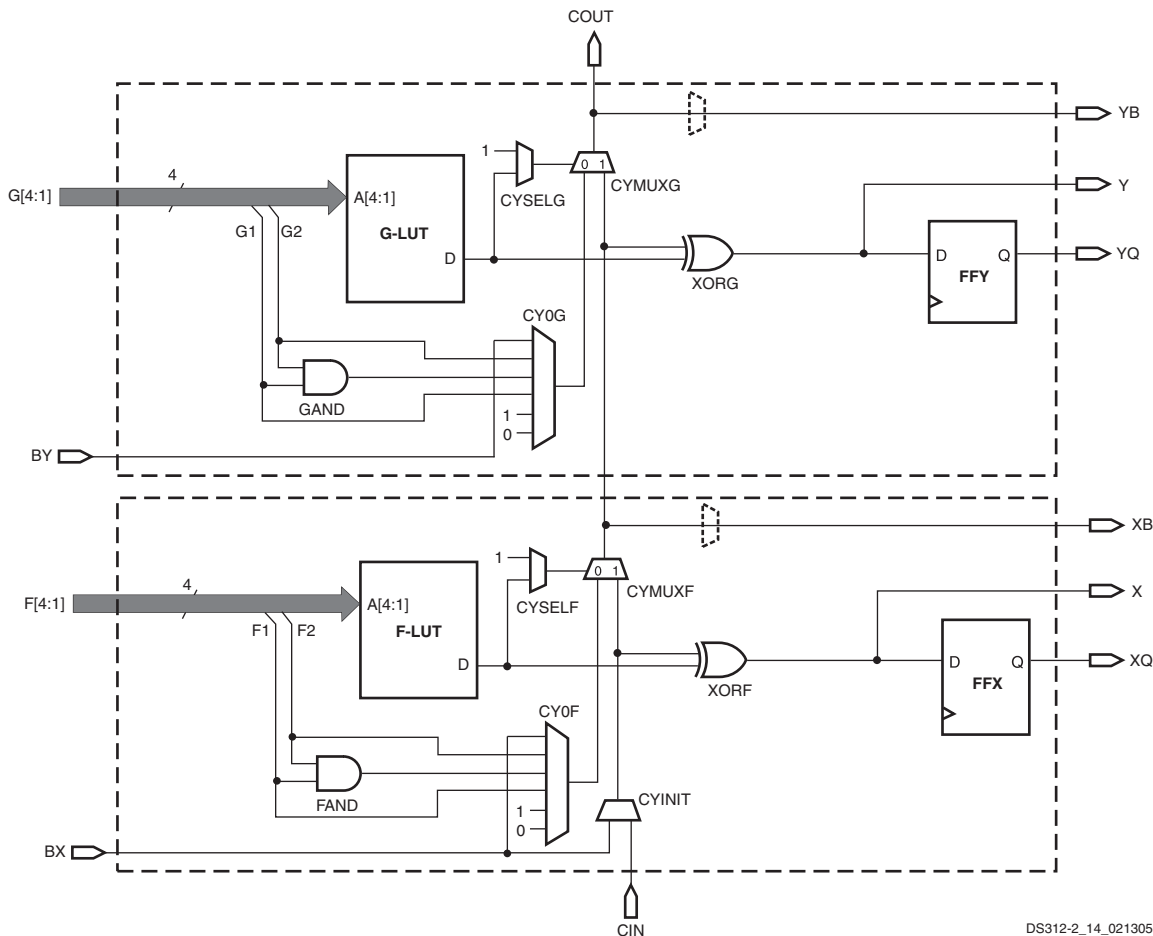 COUT
YB
1
0 1
CYMUXG
4
CYSELG
Y
G[4:1]
A[4:1]
G1
G2
G-LUT
D
XORG
D
Q
FFY
YQ
CY0G
GAND
1
0
BY
XB
1
0 1
CYMUXF
4
CYSELF
X
F[4:1]
A[4:1]
F1
F2
F-LUT
D
XORF
D
Q
FFX
XQ
CY0F
FAND
1
0
CYINIT
BX
CIN
DS312-2_14_021305